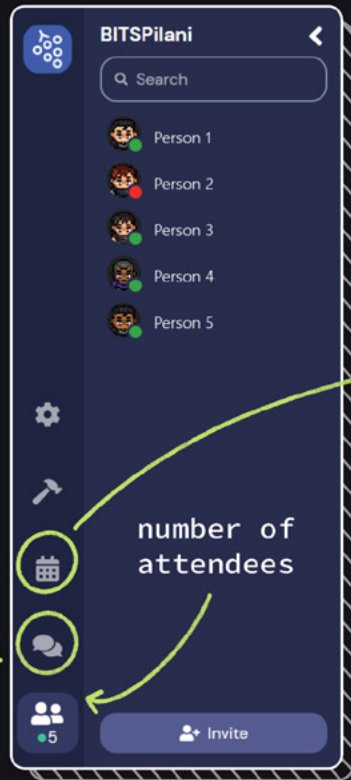 BITSPilani
Search
Person 1
Person 2
Person 3
Person 4
Person 5
number of
attendees
5
Invite